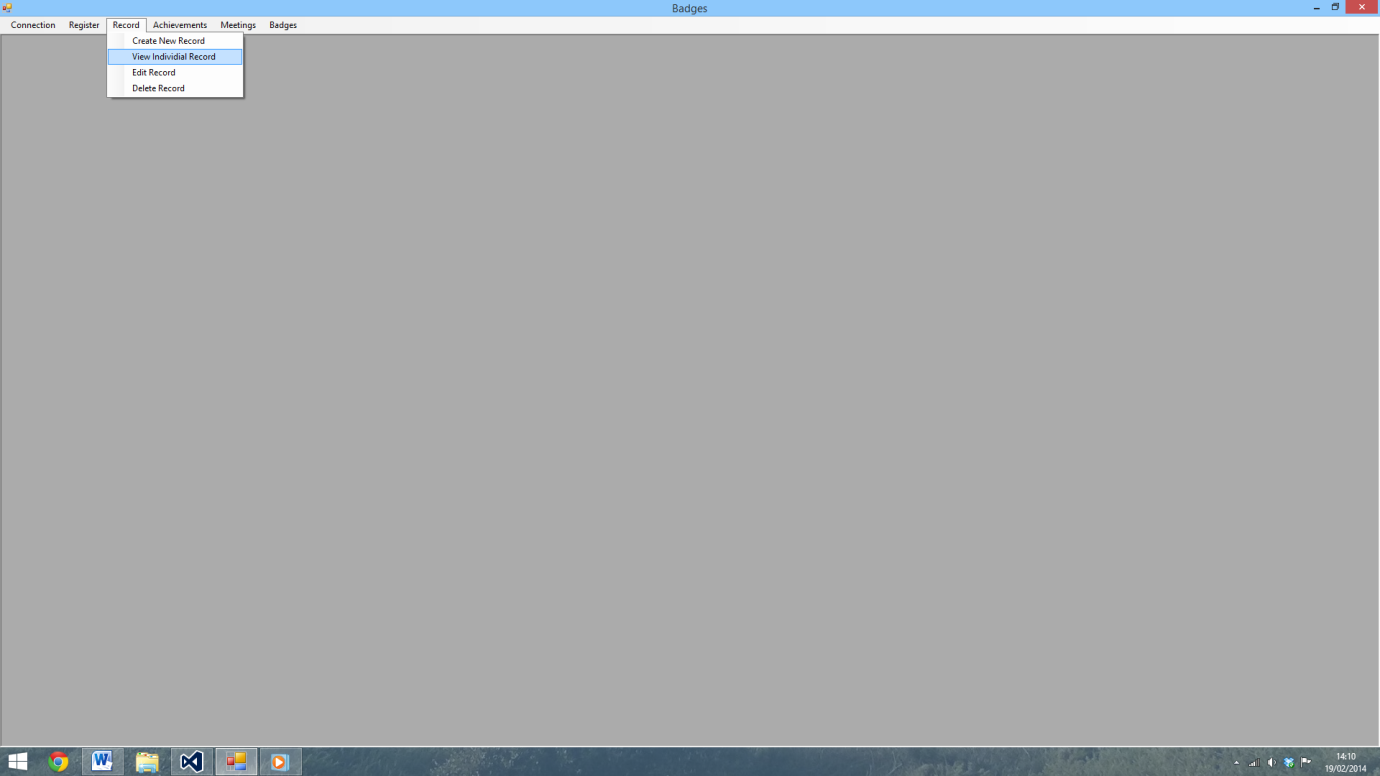 Badges
Connection Register Record Achievements Meetings Badges
Create New Record
View Individial Record
Edit Record
Delete Record
14:10
19/02/2014